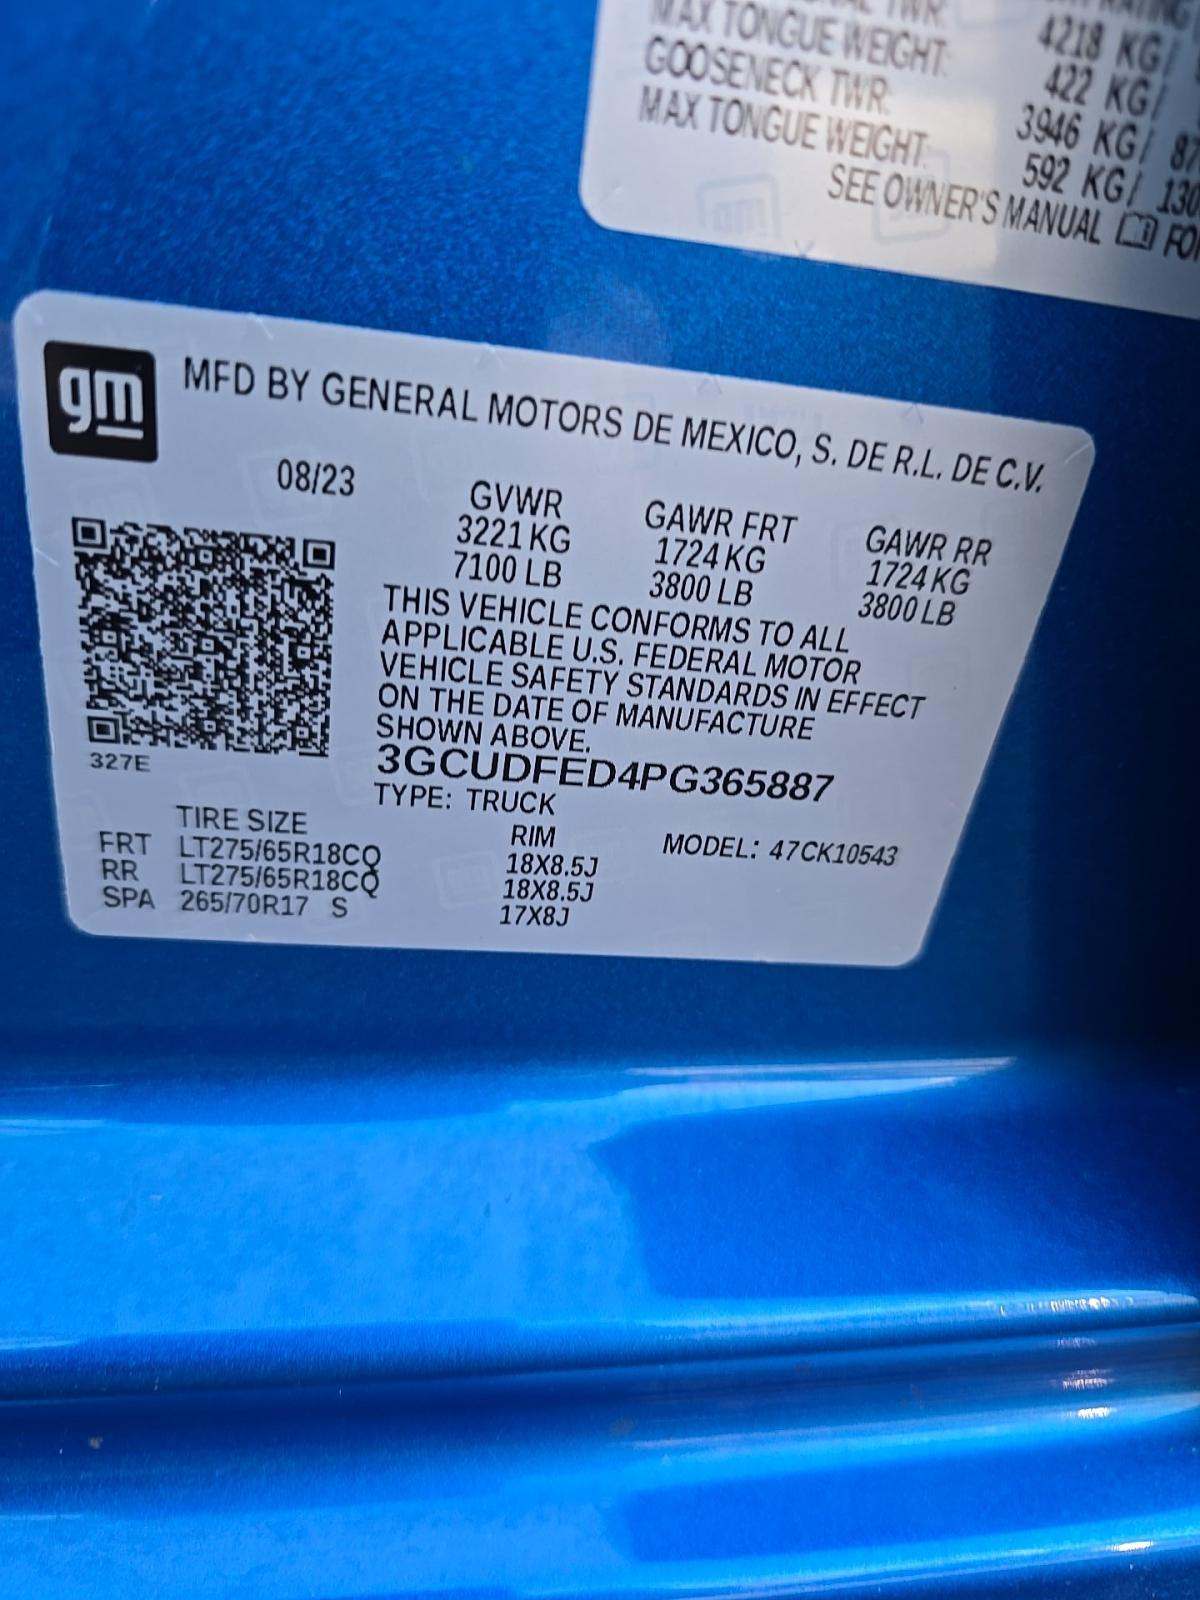 TWR
MAX TONGUE WEIGHT: 4218 KG/
GOOSENECK TWR: 422 KG/
MAX TONGUE WEIGHT: 3946 KG/ 87
592 KG/ 130
SEE OWNER'S MANUAL FOR
gm
MFD BY GENERAL MOTORS DE MEXICO, S. DE R.L. DE C.V.
08/23
GVWR GAWR FRT GAWR RR
3221 KG 1724 KG 1724 KG
7100 LB 3800 LB 3800 LB
THIS VEHICLE CONFORMS TO ALL
APPLICABLE U.S. FEDERAL MOTOR
VEHICLE SAFETY STANDARDS IN EFFECT
ON THE DATE OF MANUFACTURE
SHOWN ABOVE.
327E
3GCUDFED4PG365887
TYPE: TRUCK
TIRE SIZE RIM MODEL: 47CK10543
FRT LT275/65R18CQ 18X8.5J
RR LT275/65R18CQ 18X8.5J
SPA 265/70R17 S 17X8J